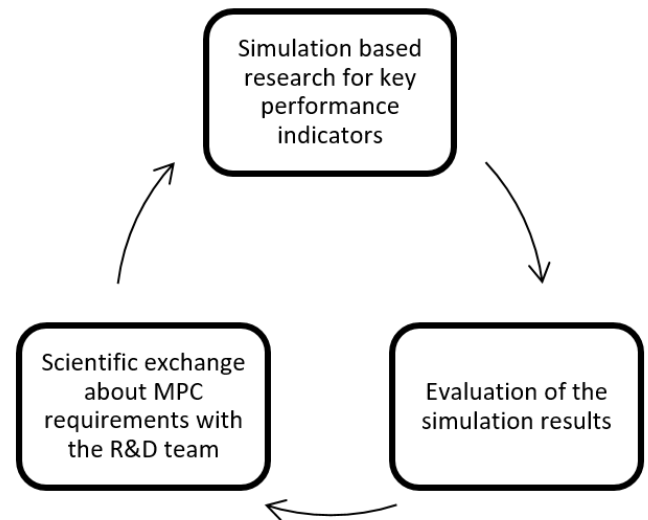 Simulation based
research for key
performance
indicators
Evaluation of the
simulation results
Scientific exchange
about MPC
requirements with
the R&D team